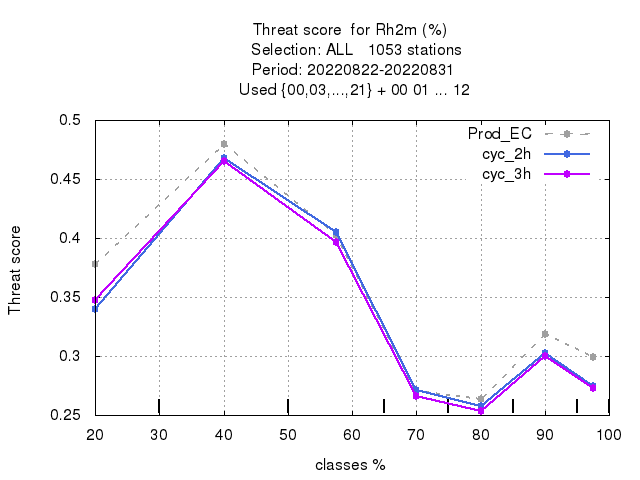 Threat score  for Rh2m (%)
Selection: ALL   1053 stations
Period: 20220822-20220831
Used {00,03,...,21} + 00 01 ... 12
Prod_EC
cyc_2h
cyc_3h
0.5
0.45
0.4
0.35
0.3
0.25
Threat score
20 30 40 50 60 70 80 90 100
classes %